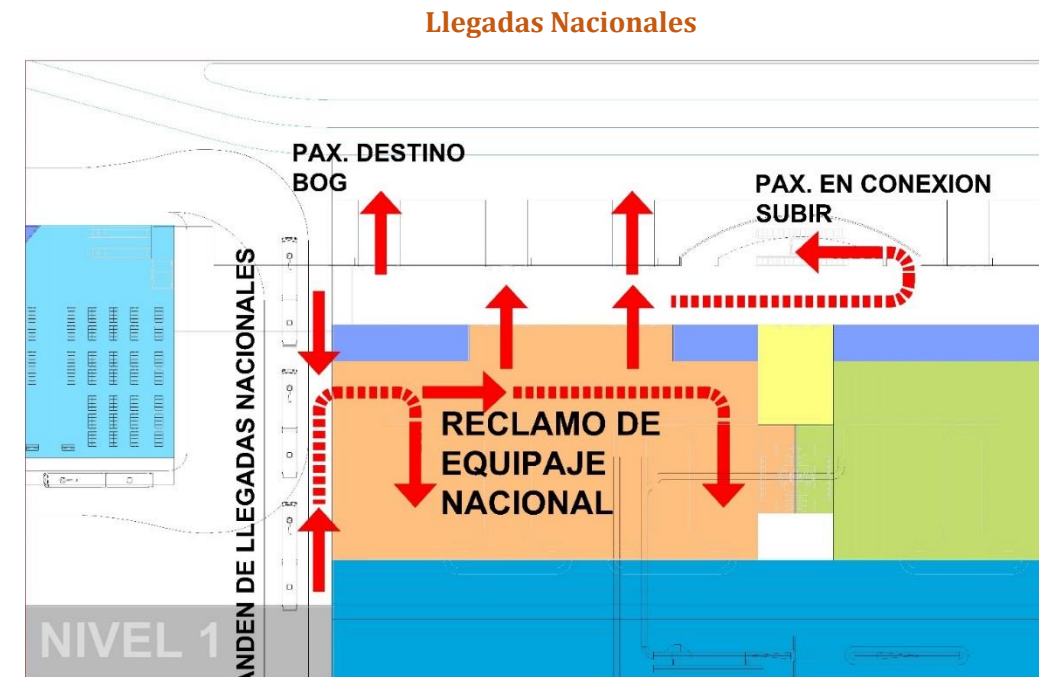 Llegadas Nacionales
PAX. DESTINO
BOG
PAX. EN CONEXION
SUBIR
ANDEN DE LLEGADAS NACIONALES
RECLAMO DE
EQUIPAJE
NACIONAL
NIVEL 1